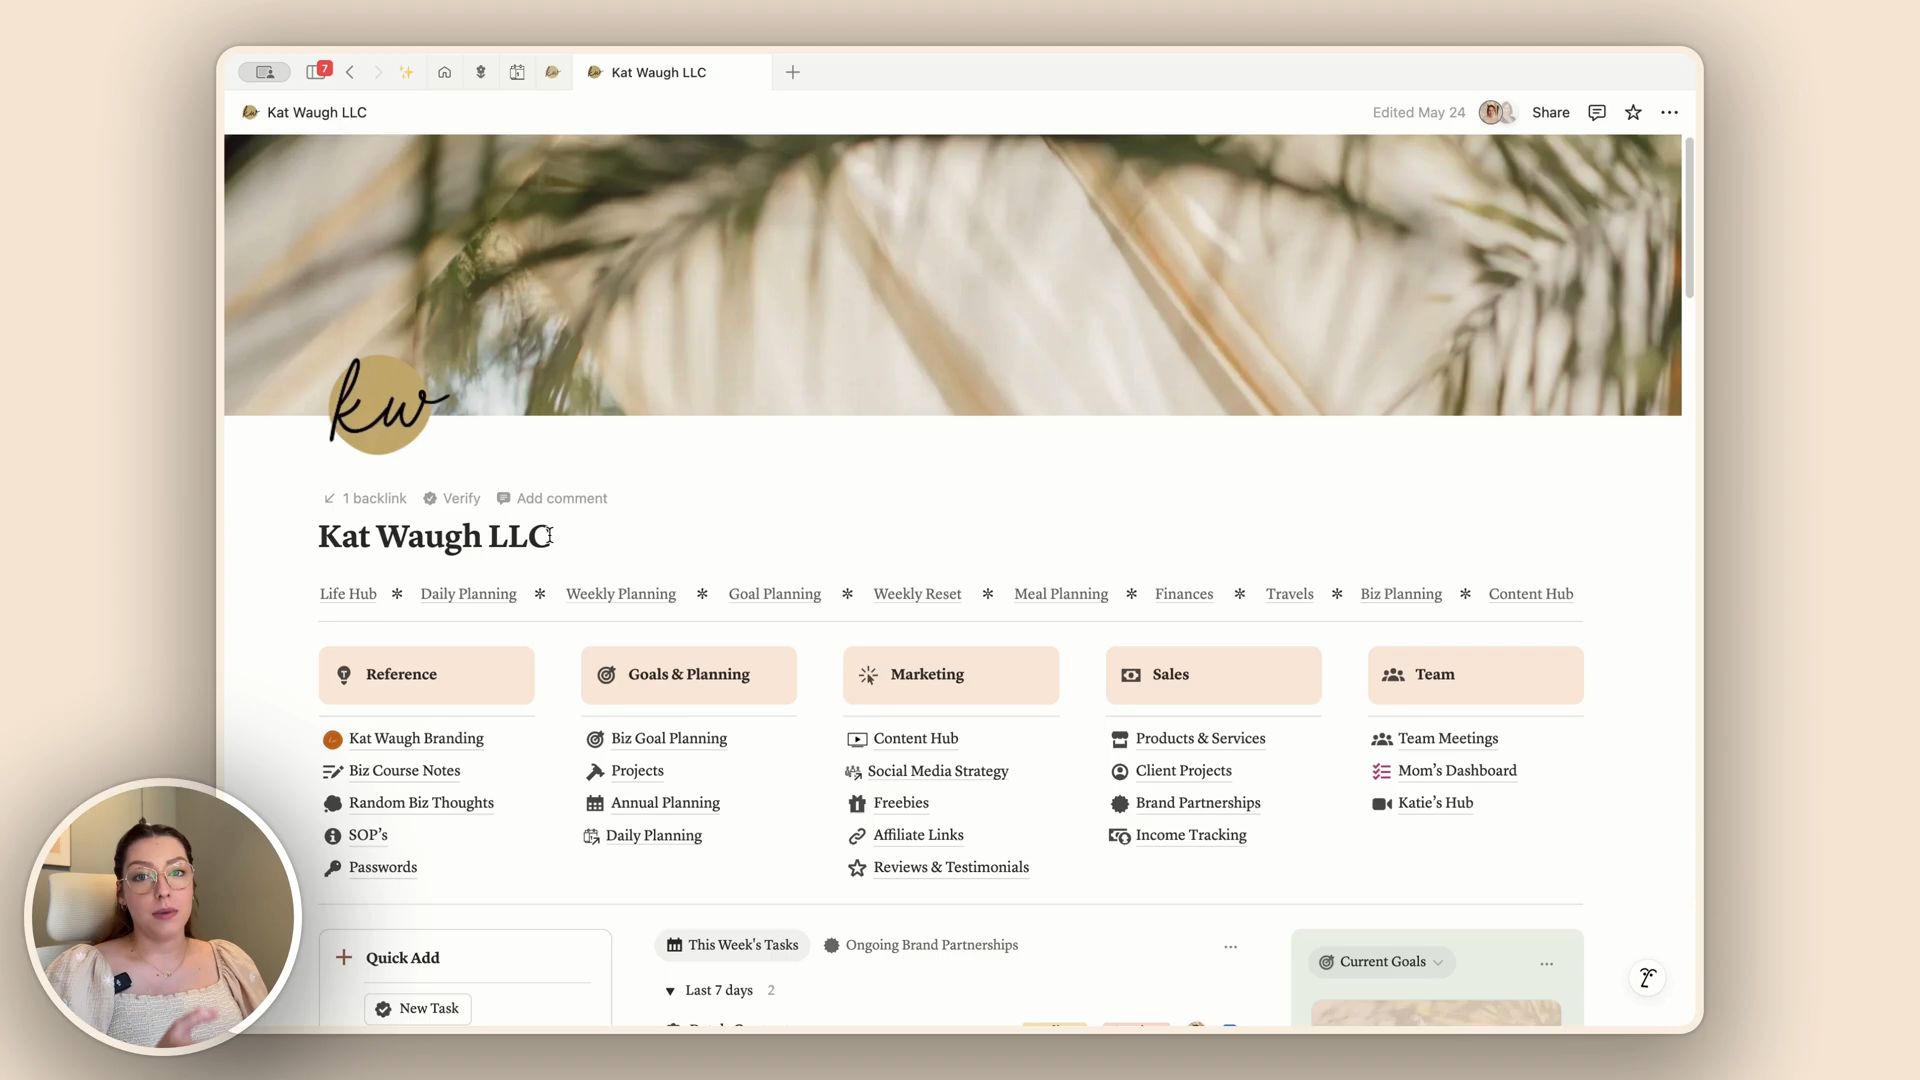 7
Kat Waugh LLC
Kat Waugh LLC
Edited May 24
Share
kw
1 backlink Verify Add comment
Kat Waugh LLC
Life Hub * Daily Planning * Weekly Planning * Goal Planning * Weekly Reset * Meal Planning * Finances * Travels * Biz Planning * Content Hub
Reference
Kat Waugh Branding
Biz Course Notes
Random Biz Thoughts
SOP's
Passwords
Goals & Planning
Biz Goal Planning
Projects
Annual Planning
Daily Planning
Marketing
Content Hub
Social Media Strategy
Freebies
Affiliate Links
Reviews & Testimonials
Sales
Products & Services
Client Projects
Brand Partnerships
Income Tracking
Team
Team Meetings
Mom's Dashboard
Katie's Hub
Quick Add
New Task
This Week's Tasks Ongoing Brand Partnerships
Last 7 days 2
Current Goals